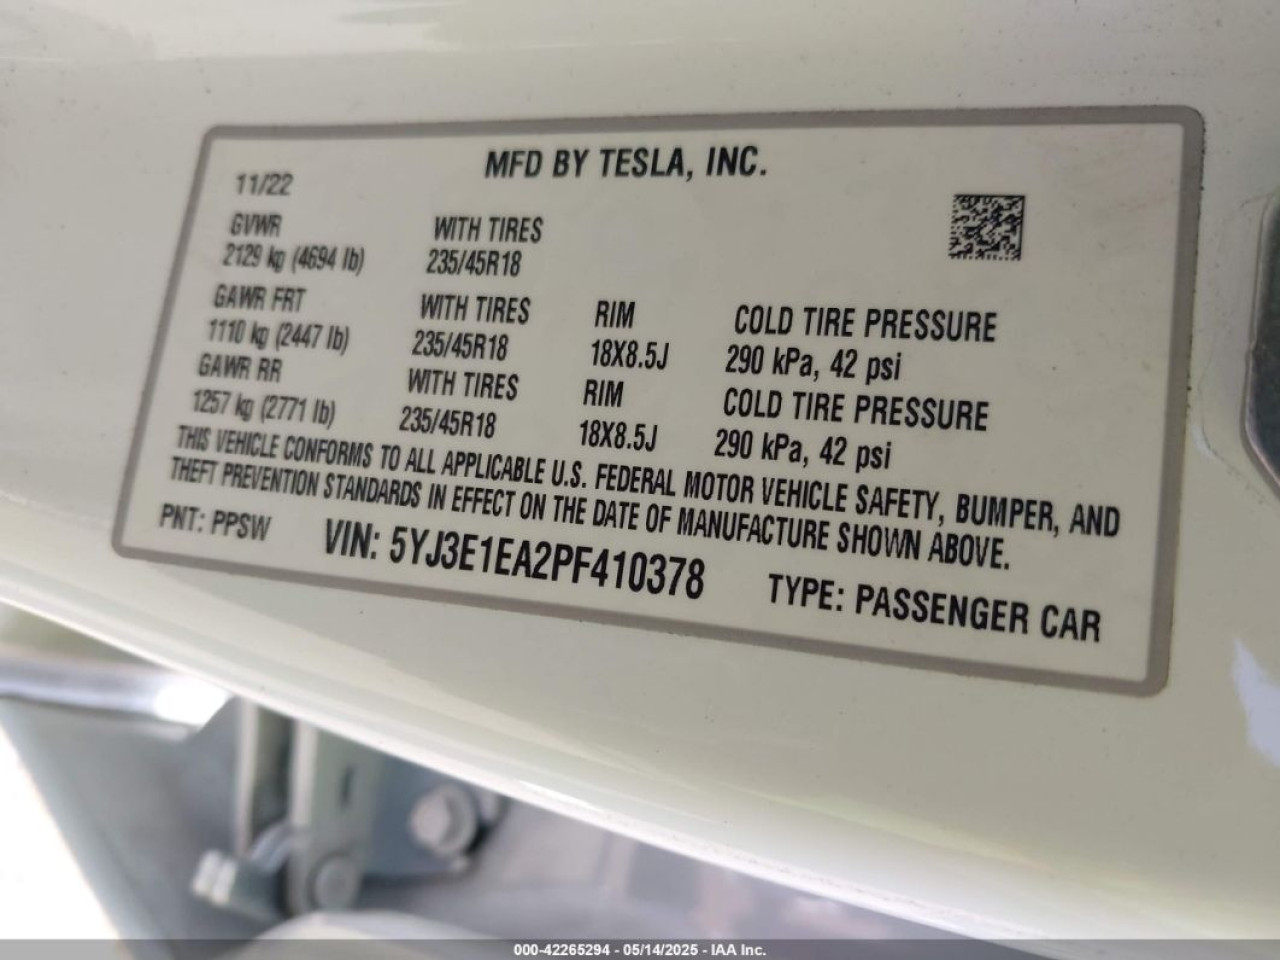 MFD BY TESLA, INC.
11/22
GVWR WITH TIRES
2129 kg (4694 lb) 235/45R18
GAWR FRT WITH TIRES RIM COLD TIRE PRESSURE
1110 kg (2447 lb) 235/45R18 18X8.5J 290 kPa, 42 psi
GAWR RR WITH TIRES RIM COLD TIRE PRESSURE
1257 kg (2771 lb) 235/45R18 18X8.5J 290 kPa, 42 psi
THIS VEHICLE CONFORMS TO ALL APPLICABLE U.S. FEDERAL MOTOR VEHICLE SAFETY, BUMPER, AND
THEFT PREVENTION STANDARDS IN EFFECT ON THE DATE OF MANUFACTURE SHOWN ABOVE.
PNT: PPSW VIN: 5YJ3E1EA2PF410378 TYPE: PASSENGER CAR
000-42265294 - 05/14/2025 - IAA Inc.